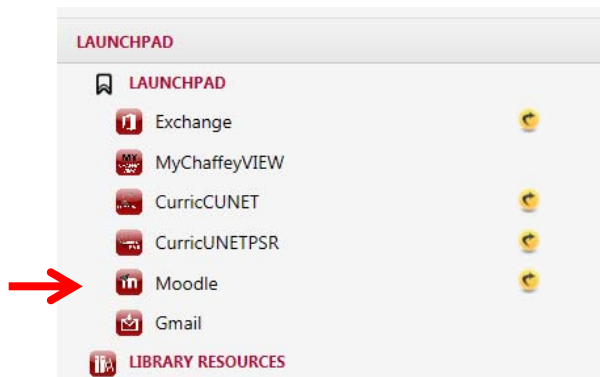 LAUNCHPAD
LAUNCHPAD
Exchange
MyChaffeyVIEW
CurricCUNET
CurricUNETPSR
Moodle
Gmail
LIBRARY RESOURCES